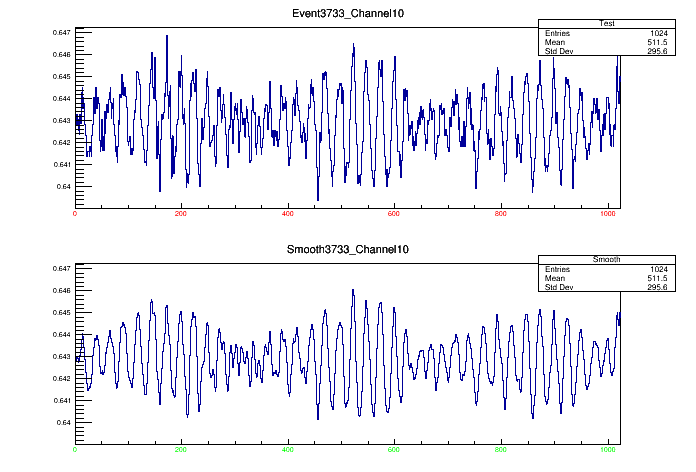 Event3733_Channel10
Test
Entries 1024
Mean 511.5
Std Dev 295.6
0.647
0.646
0.645
0.644
0.643
0.642
0.641
0.64
0 200 400 600 800 1000
Smooth3733_Channel10
Smooth
Entries 1024
Mean 511.5
Std Dev 295.6
0.647
0.646
0.645
0.644
0.643
0.642
0.641
0.64
0 200 400 600 800 1000